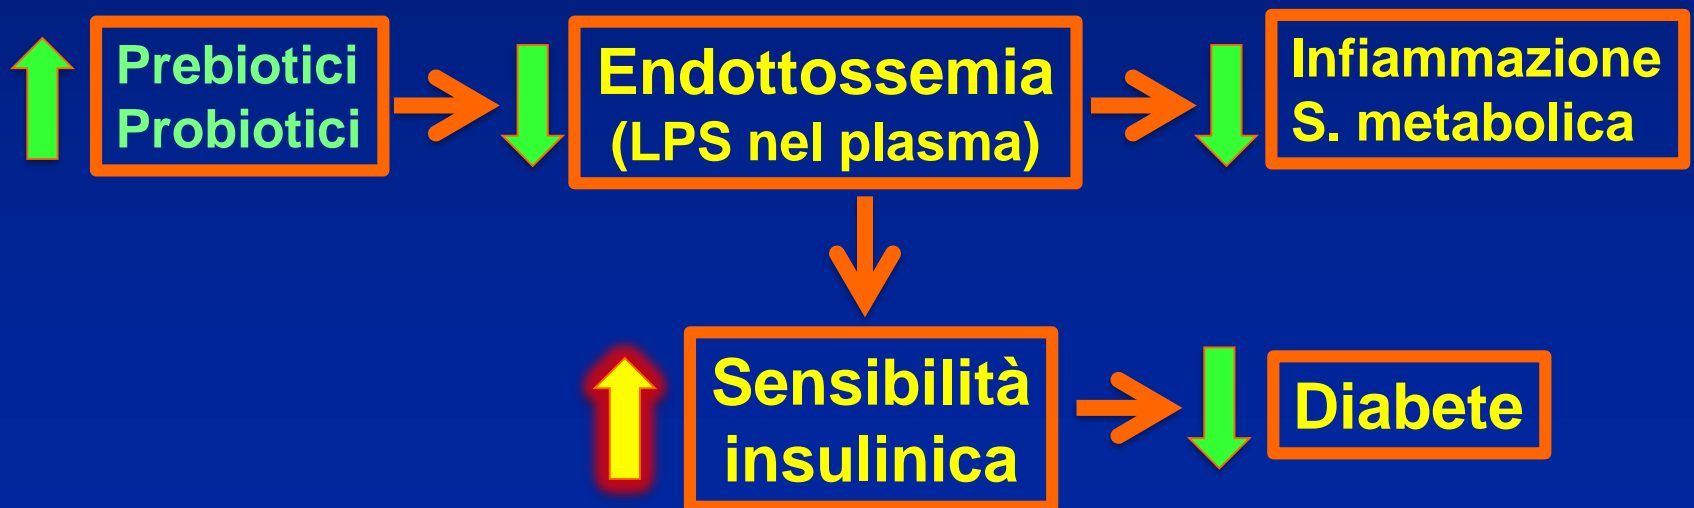 Prebiotici
Probiotici
Endottossemia
(LPS nel plasma)
Infiammazione
S. metabolica
Sensibilità
insulinica
Diabete